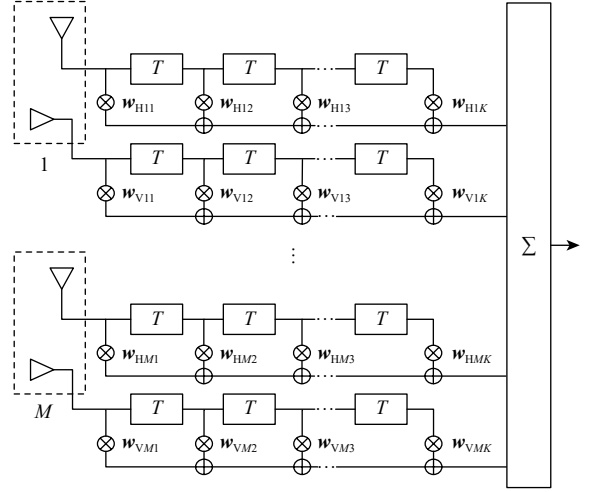 T T ··· T
w_H11 w_H12 w_H13 w_H1K
···
1
T T ··· T
w_V11 w_V12 w_V13 w_V1K
···
⋮
Σ
T T ··· T
w_HM1 w_HM2 w_HM3 w_HMK
···
M
T T ··· T
w_VM1 w_VM2 w_VM3 w_VMK
···